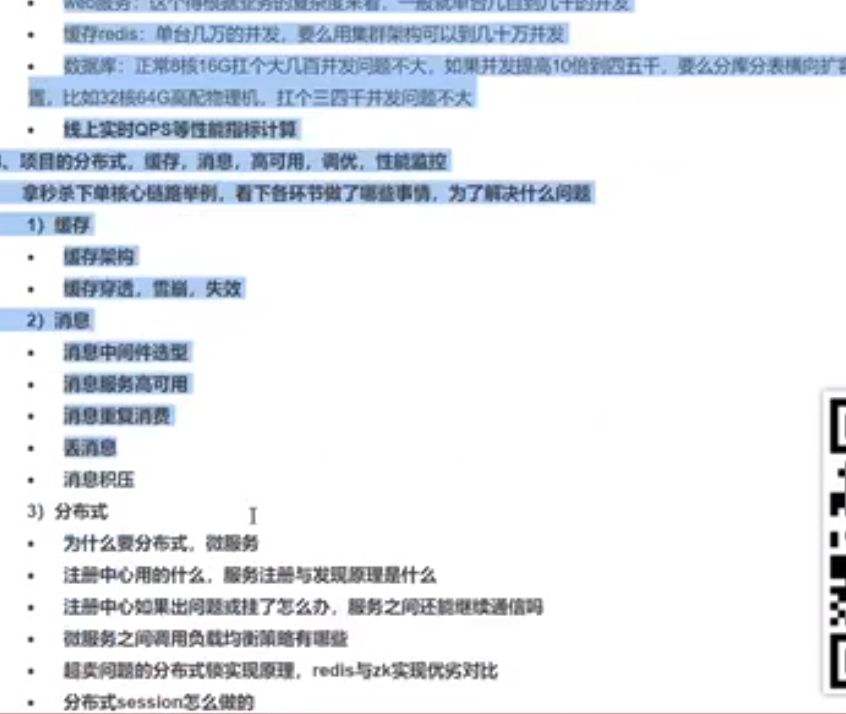 web服务：这个得根据业务的复杂度来看，一般就单台几百到几千的并发
缓存redis：单台几万的并发，要么用集群架构可以到几十万并发
数据库：正常8核16G扛个大几百并发问题不大，如果并发提高10倍到四五千，要么分库分表横向扩
置，比如32核64G高配物理机，扛个三四千并发问题不大
线上实时QPS等性能指标计算
、项目的分布式，缓存，消息，高可用，调优，性能监控
拿秒杀下单核心链路举例，看下各环节做了哪些事情，为了解决什么问题
1）缓存
缓存架构
缓存穿透，雪崩，失效
2）消息
消息中间件选型
消息服务高可用
消息重复消费
丢消息
消息积压
3）分布式
为什么要分布式，微服务
注册中心用的什么，服务注册与发现原理是什么
注册中心如果出问题或挂了怎么办，服务之间还能继续通信吗
微服务之间调用负载均衡策略有哪些
超卖问题的分布式锁实现原理，redis与zk实现优劣对比
分布式session怎么做的